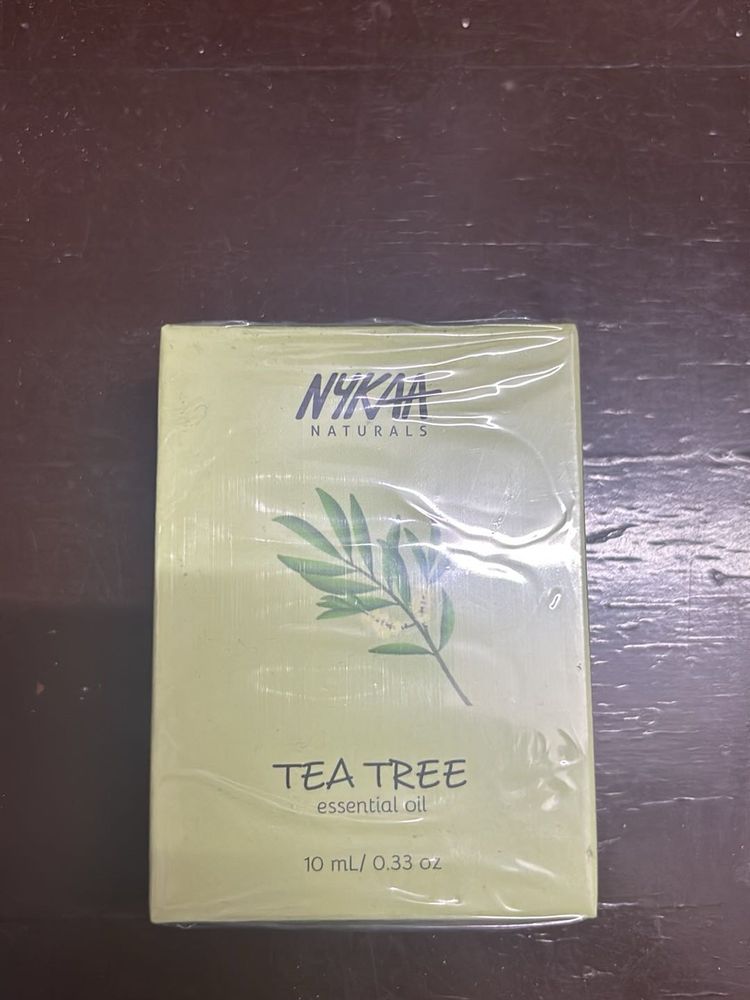 NYKAA
NATURALS
TEA TREE
essential oil
10 mL/ 0.33 oz